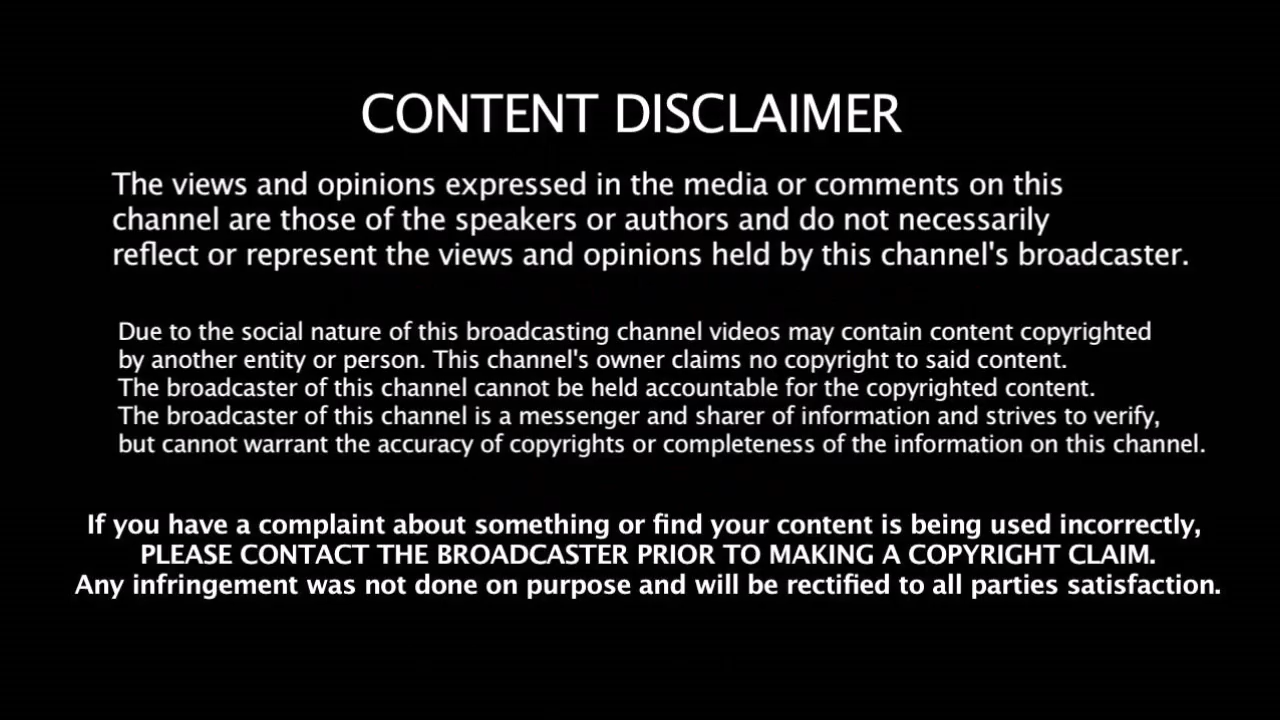 CONTENT DISCLAIMER
The views and opinions expressed in the media or comments on this
channel are those of the speakers or authors and do not necessarily
reflect or represent the views and opinions held by this channel's broadcaster.
Due to the social nature of this broadcasting channel videos may contain content copyrighted
by another entity or person. This channel's owner claims no copyright to said content.
The broadcaster of this channel cannot be held accountable for the copyrighted content.
The broadcaster of this channel is a messenger and sharer of information and strives to verify,
but cannot warrant the accuracy of copyrights or completeness of the information on this channel.
If you have a complaint about something or find your content is being used incorrectly,
PLEASE CONTACT THE BROADCASTER PRIOR TO MAKING A COPYRIGHT CLAIM.
Any infringement was not done on purpose and will be rectified to all parties satisfaction.